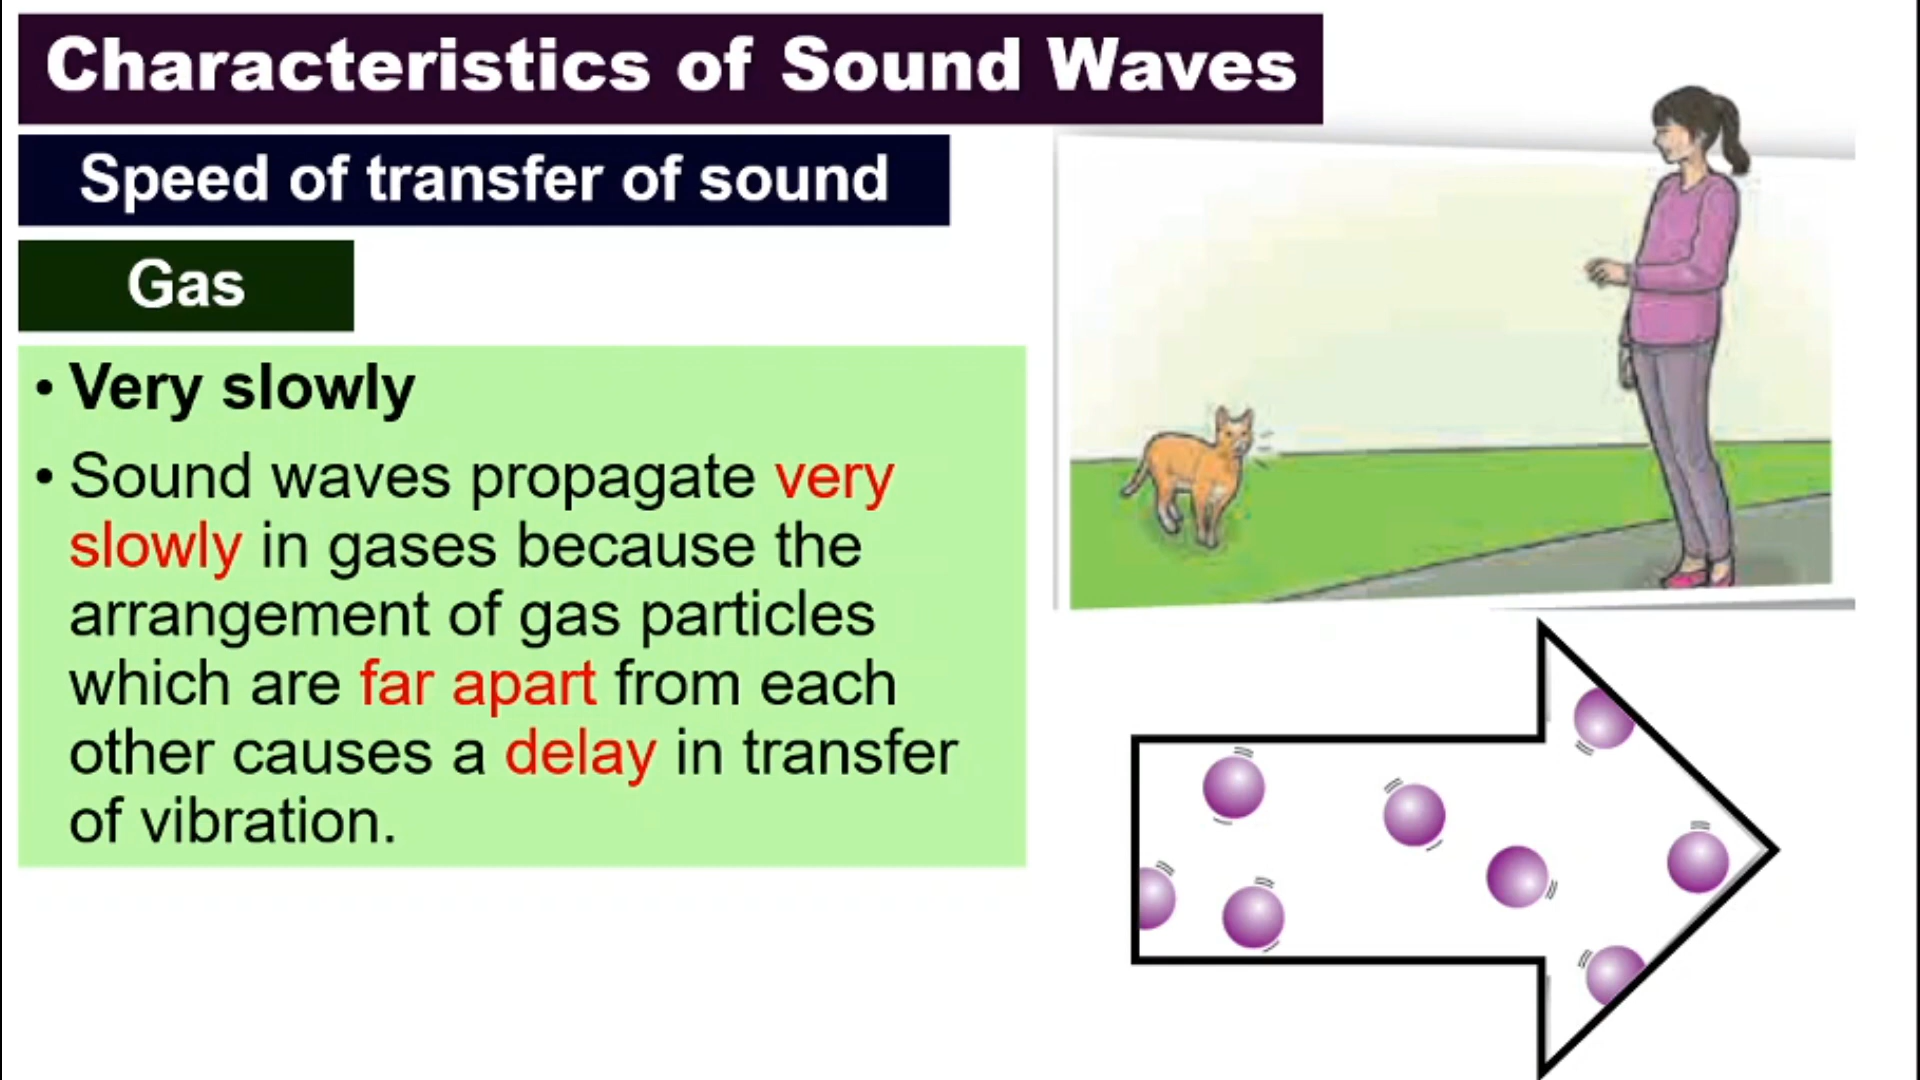 Characteristics of Sound Waves
Speed of transfer of sound
Gas
• Very slowly
• Sound waves propagate very
slowly in gases because the
arrangement of gas particles
which are far apart from each
other causes a delay in transfer
of vibration.